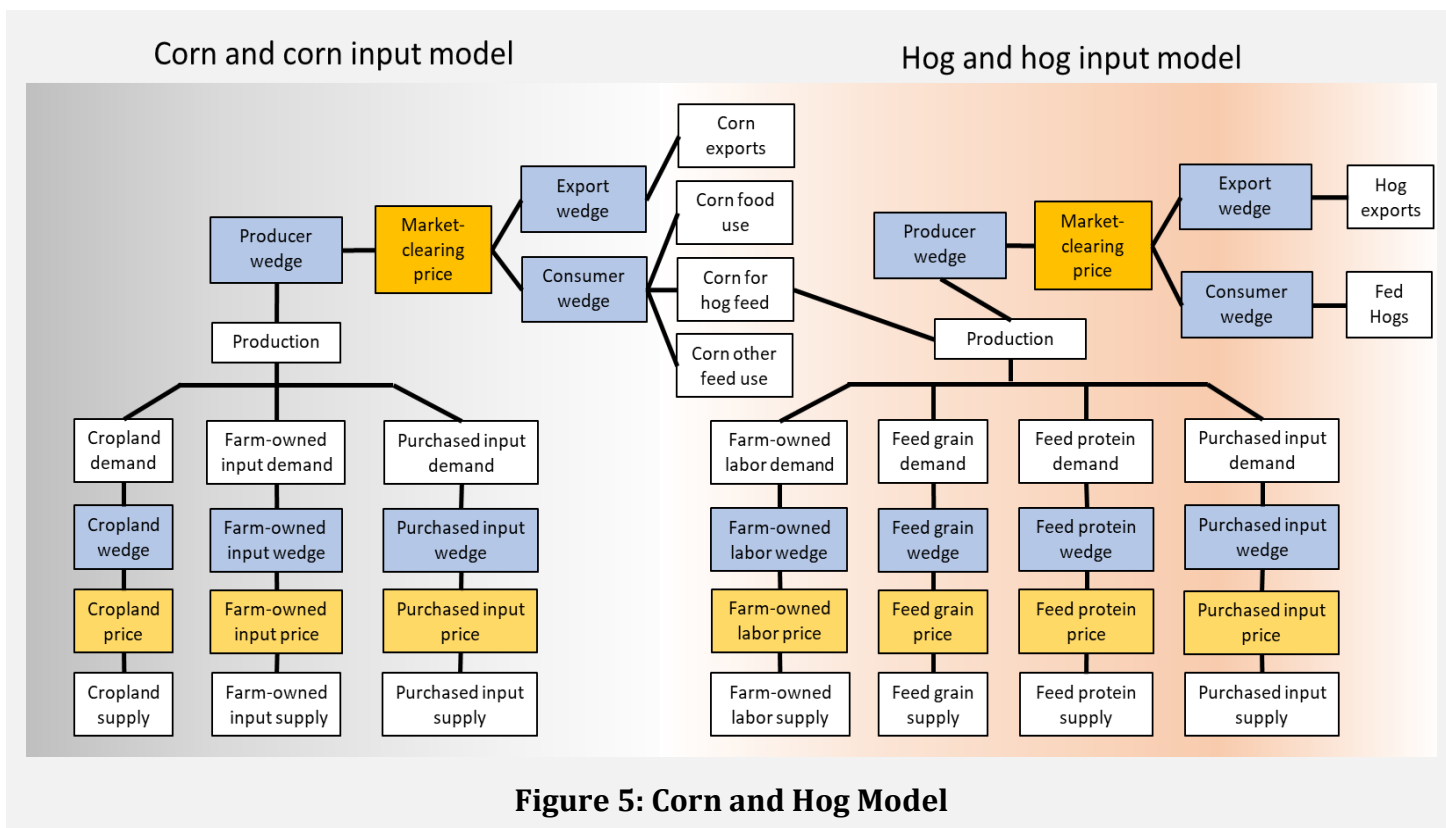 Corn and corn input model
Hog and hog input model
Corn
exports
Export
wedge
Corn food
use
Producer
wedge
Market-
clearing
price
Consumer
wedge
Corn for
hog feed
Corn other
feed use
Production
Cropland
demand
Farm-owned
input demand
Purchased input
demand
Cropland
wedge
Farm-owned
input wedge
Purchased input
wedge
Cropland
price
Farm-owned
input price
Purchased input
price
Cropland
supply
Farm-owned
input supply
Purchased input
supply
Export
wedge
Hog
exports
Producer
wedge
Market-
clearing
price
Consumer
wedge
Fed
Hogs
Production
Farm-owned
labor demand
Feed grain
demand
Feed protein
demand
Purchased input
demand
Farm-owned
labor wedge
Feed grain
wedge
Feed protein
wedge
Purchased input
wedge
Farm-owned
labor price
Feed grain
price
Feed protein
price
Purchased input
price
Farm-owned
labor supply
Feed grain
supply
Feed protein
supply
Purchased input
supply
Figure 5: Corn and Hog Model